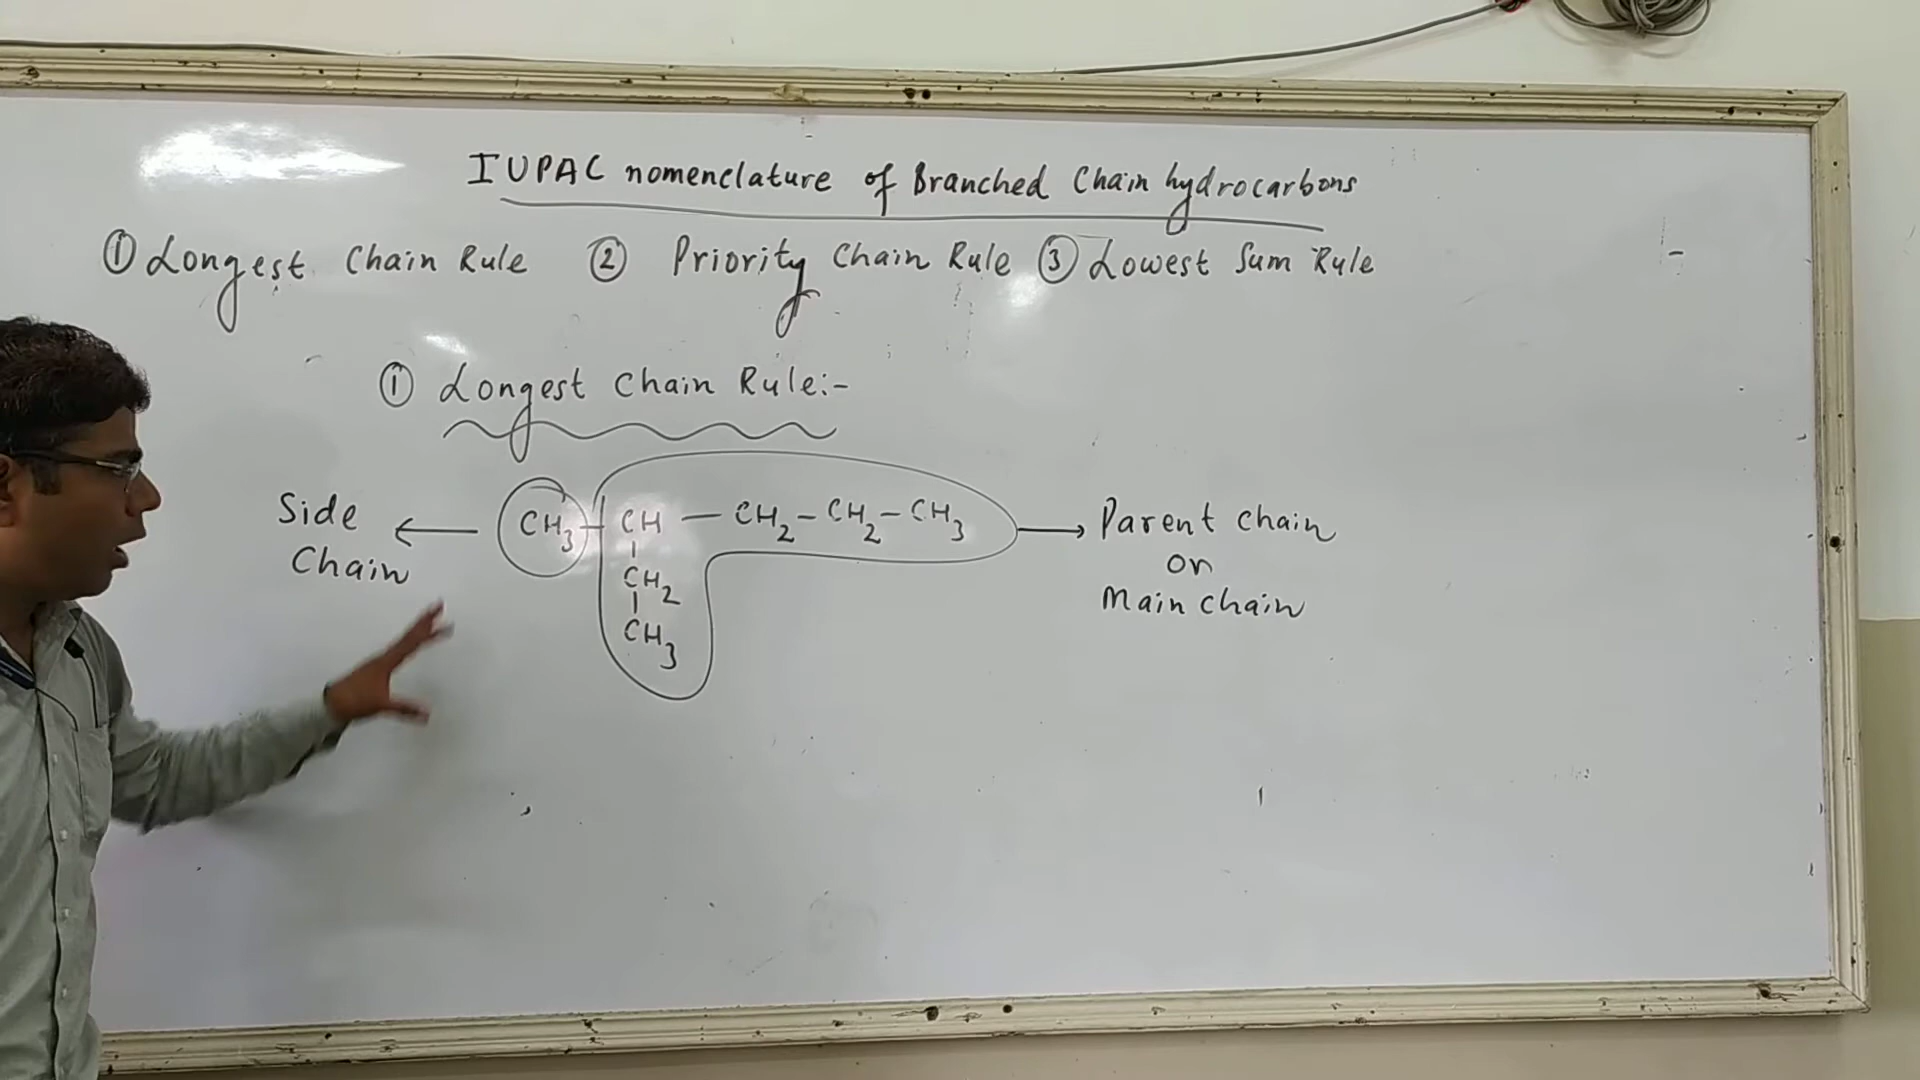 IUPAC nomenclature of Branched Chain hydrocarbons
① Longest Chain Rule ② Priority Chain Rule ③ Lowest Sum Rule
① Longest Chain Rule:-
Side Chain ← CH3 - CH - CH2 - CH2 - CH3 → Parent chain
or
CH2
Main chain
CH3